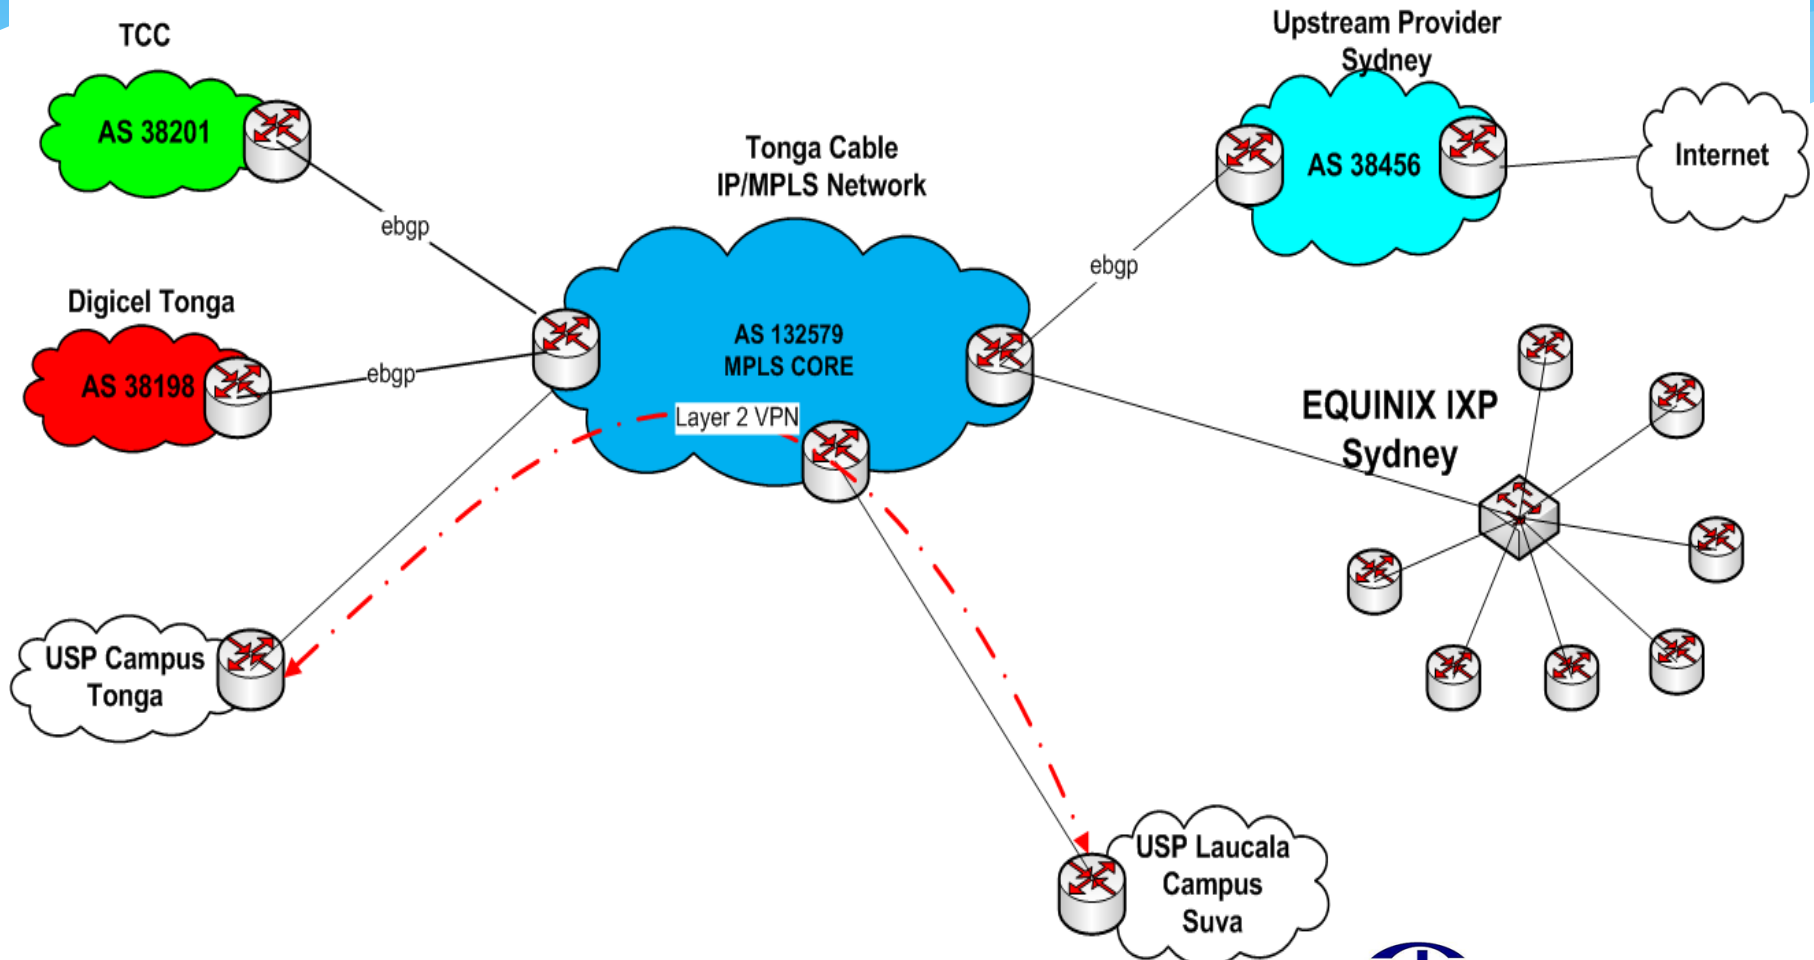 TCC
AS 38201
ebgp
Digicel Tonga
AS 38198
ebgp
USP Campus
Tonga
Tonga Cable
IP/MPLS Network
AS 132579
MPLS CORE
Layer 2 VPN
Upstream Provider
Sydney
AS 38456
Internet
ebgp
EQUINIX IXP
Sydney
USP Laucala
Campus
Suva